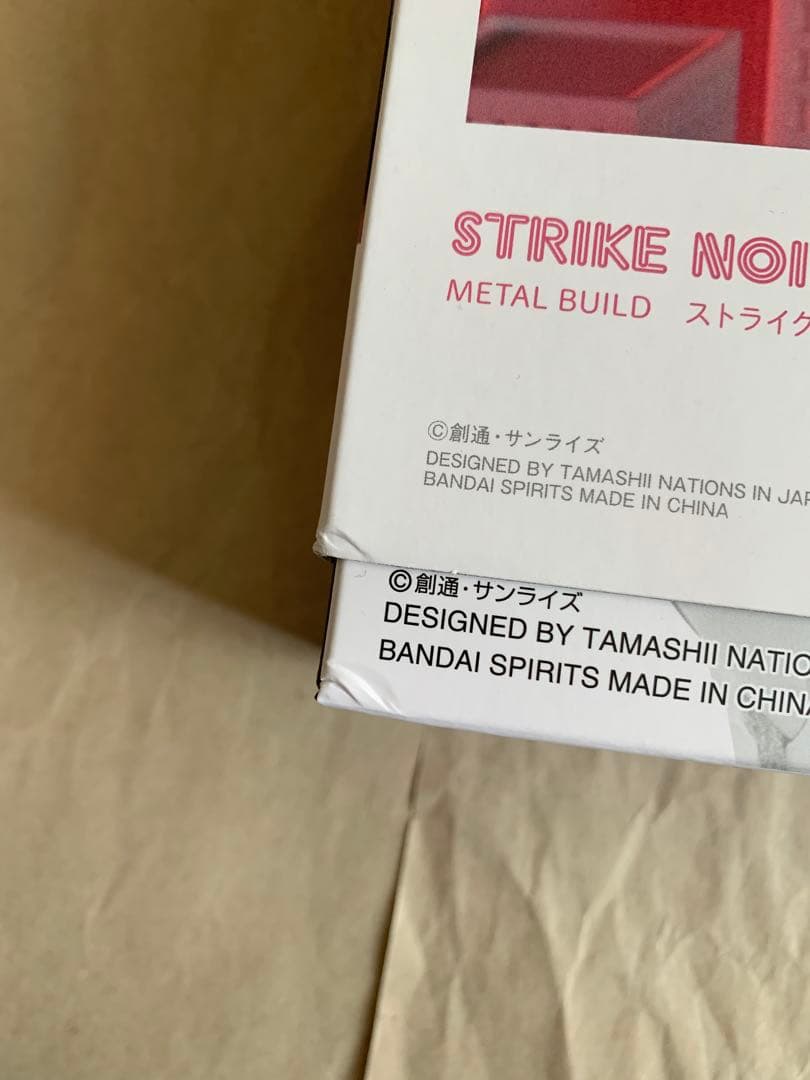 STRIKE NOI
METAL BUILD ストライク
©創通・サンライズ
DESIGNED BY TAMASHII NATIONS IN JAP
BANDAI SPIRITS MADE IN CHINA
©創通・サンライズ
DESIGNED BY TAMASHII NATIO
BANDAI SPIRITS MADE IN CHINA